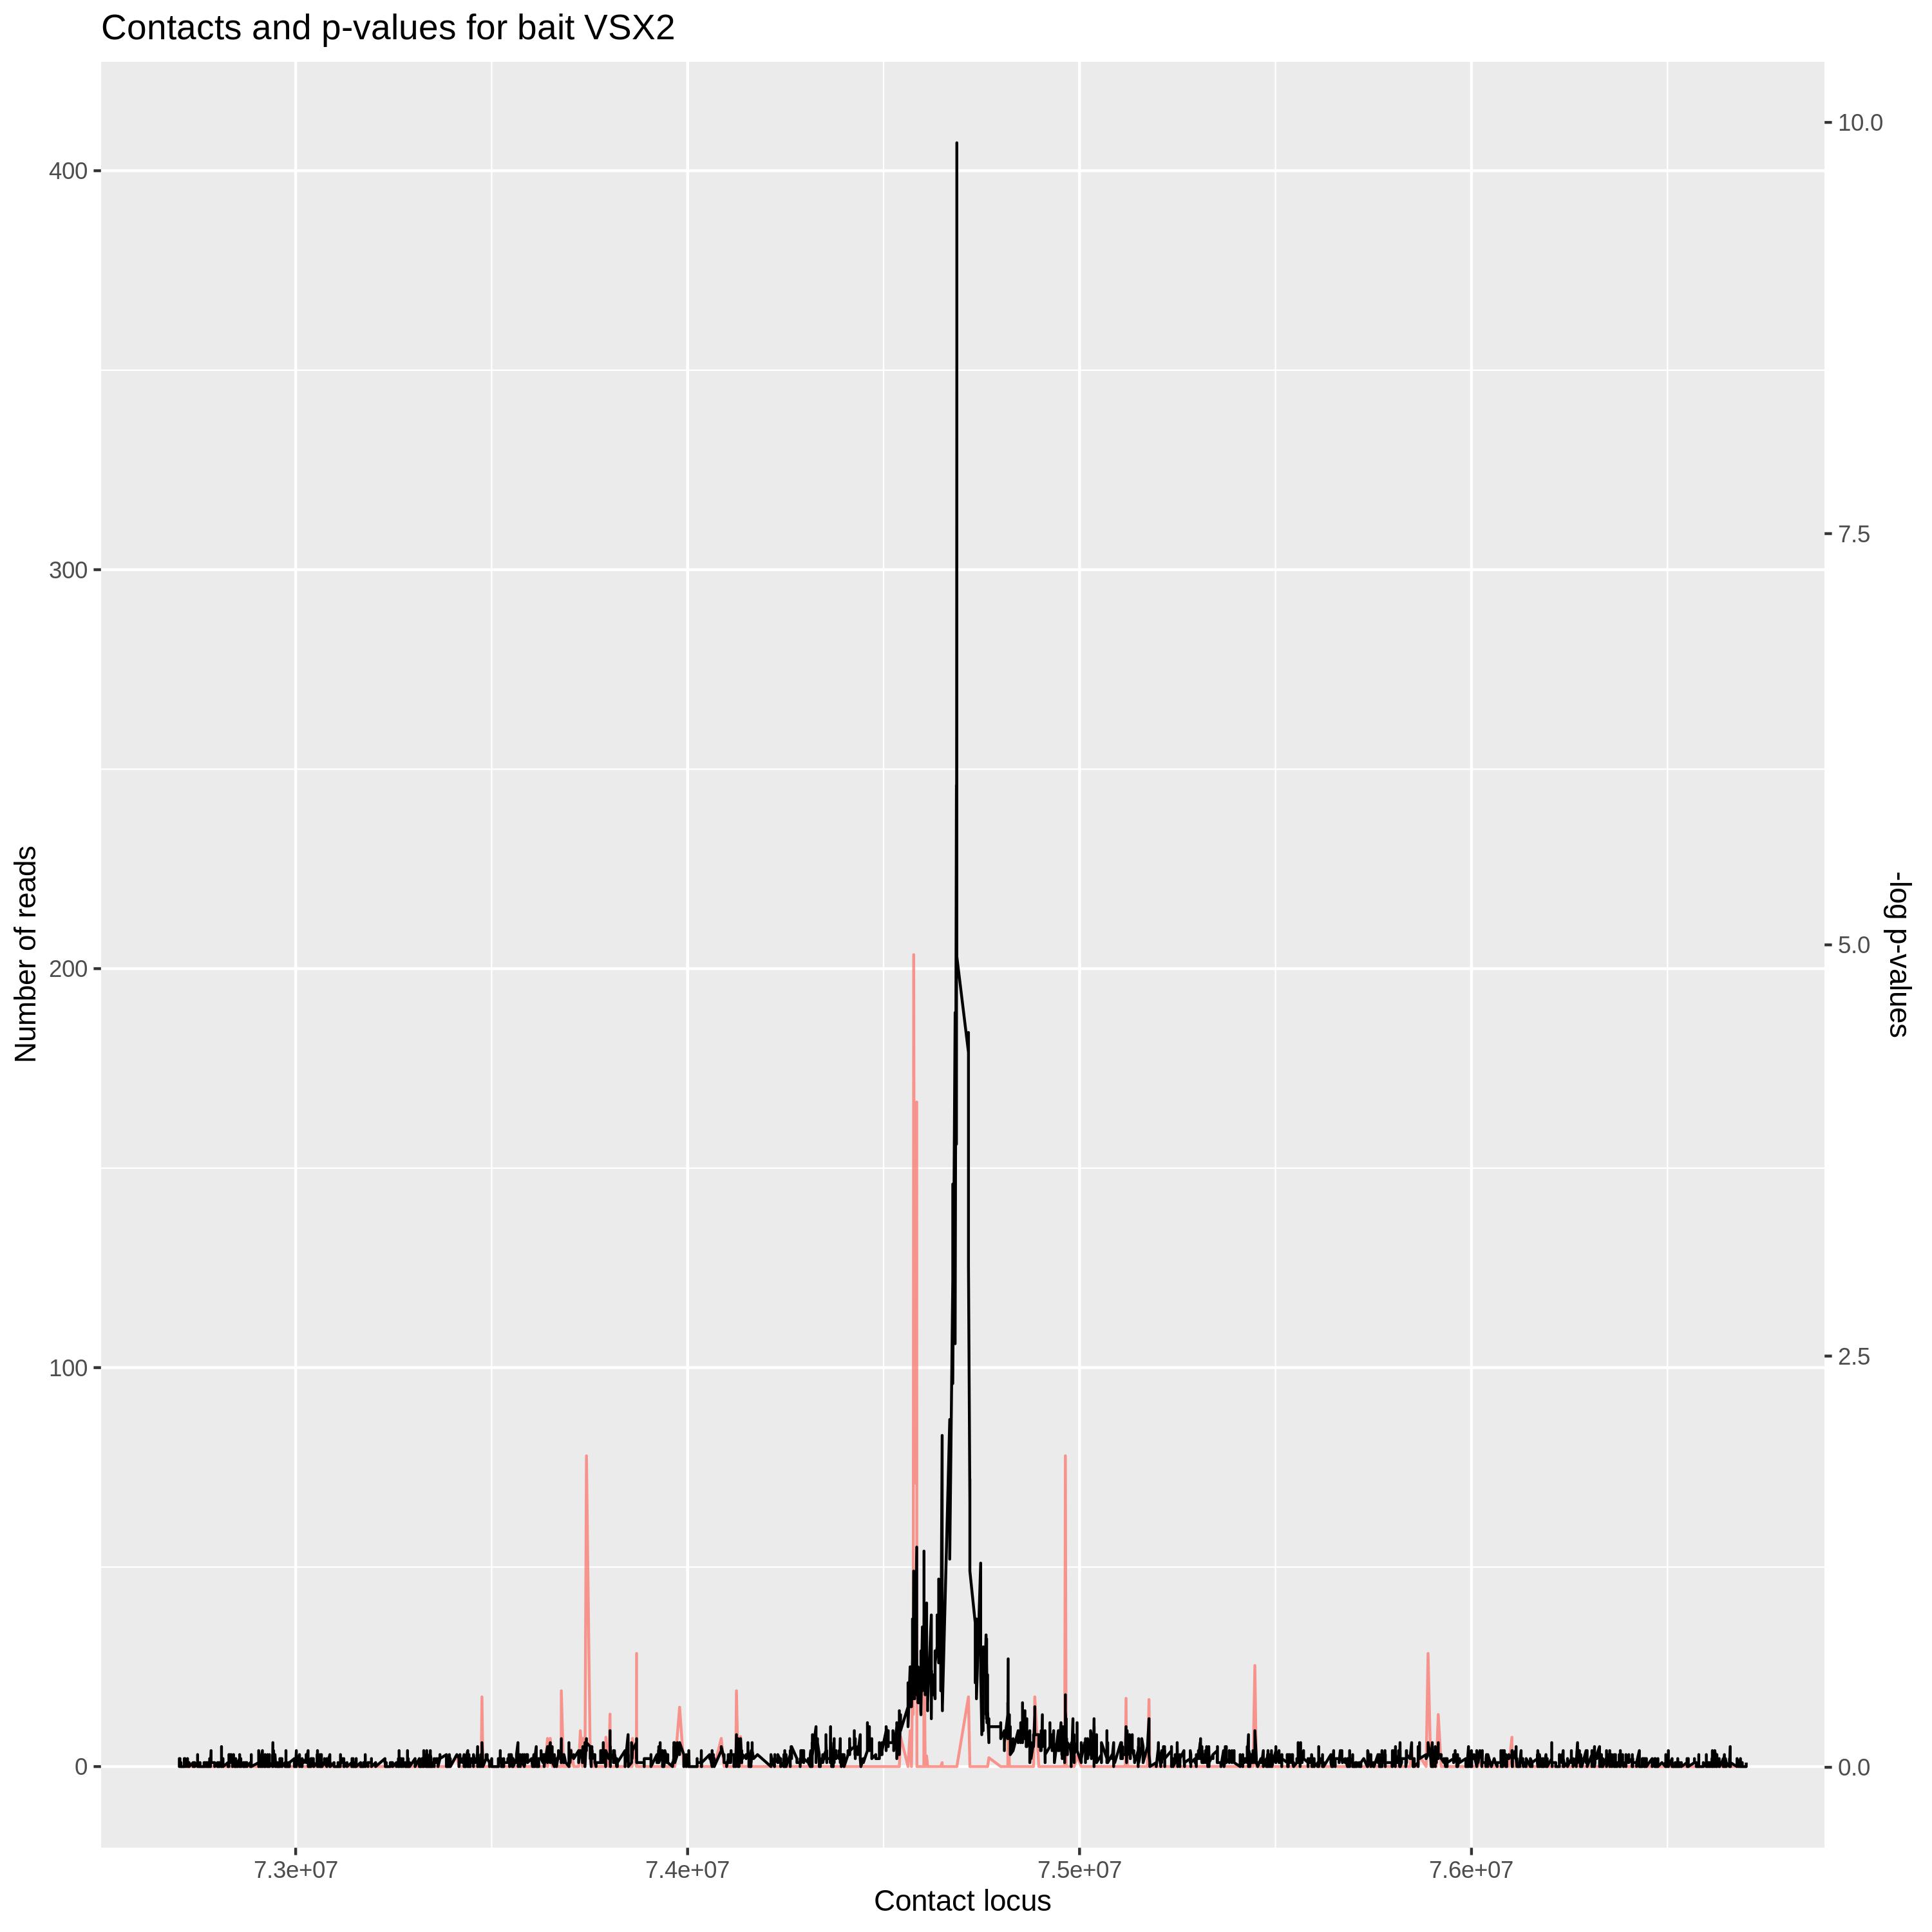 Contacts and p-values for bait VSX2
10.0
400
7.5
300
Number of reads
-log p-values
5.0
200
2.5
100
0
0.0
7.3e+07 7.4e+07 7.5e+07 7.6e+07
Contact locus